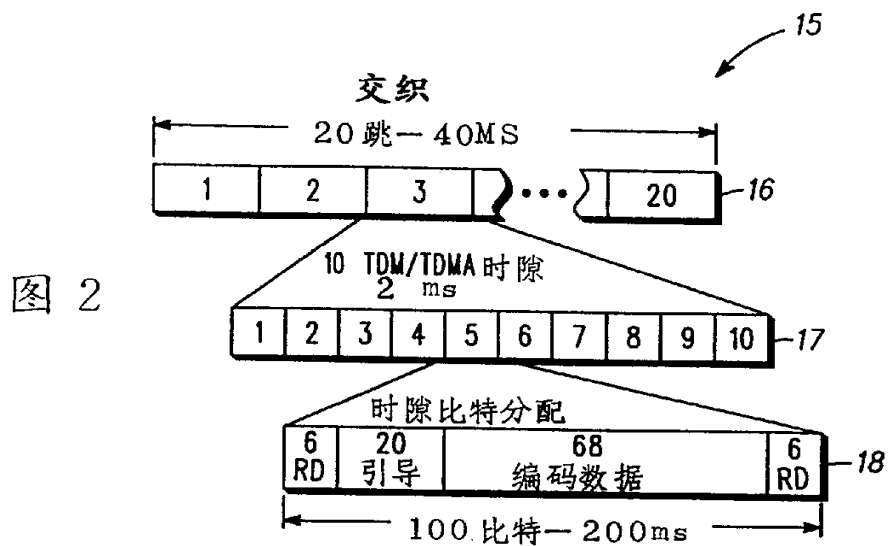 15
交织
20跳－40MS
1 2 3 ••• 20 16
10 TDM/TDMA时隙
2 ms
图 2
1 2 3 4 5 6 7 8 9 10 17
时隙比特分配
6 20 68 6
RD 引导 编码数据 RD 18
100比特－200ms